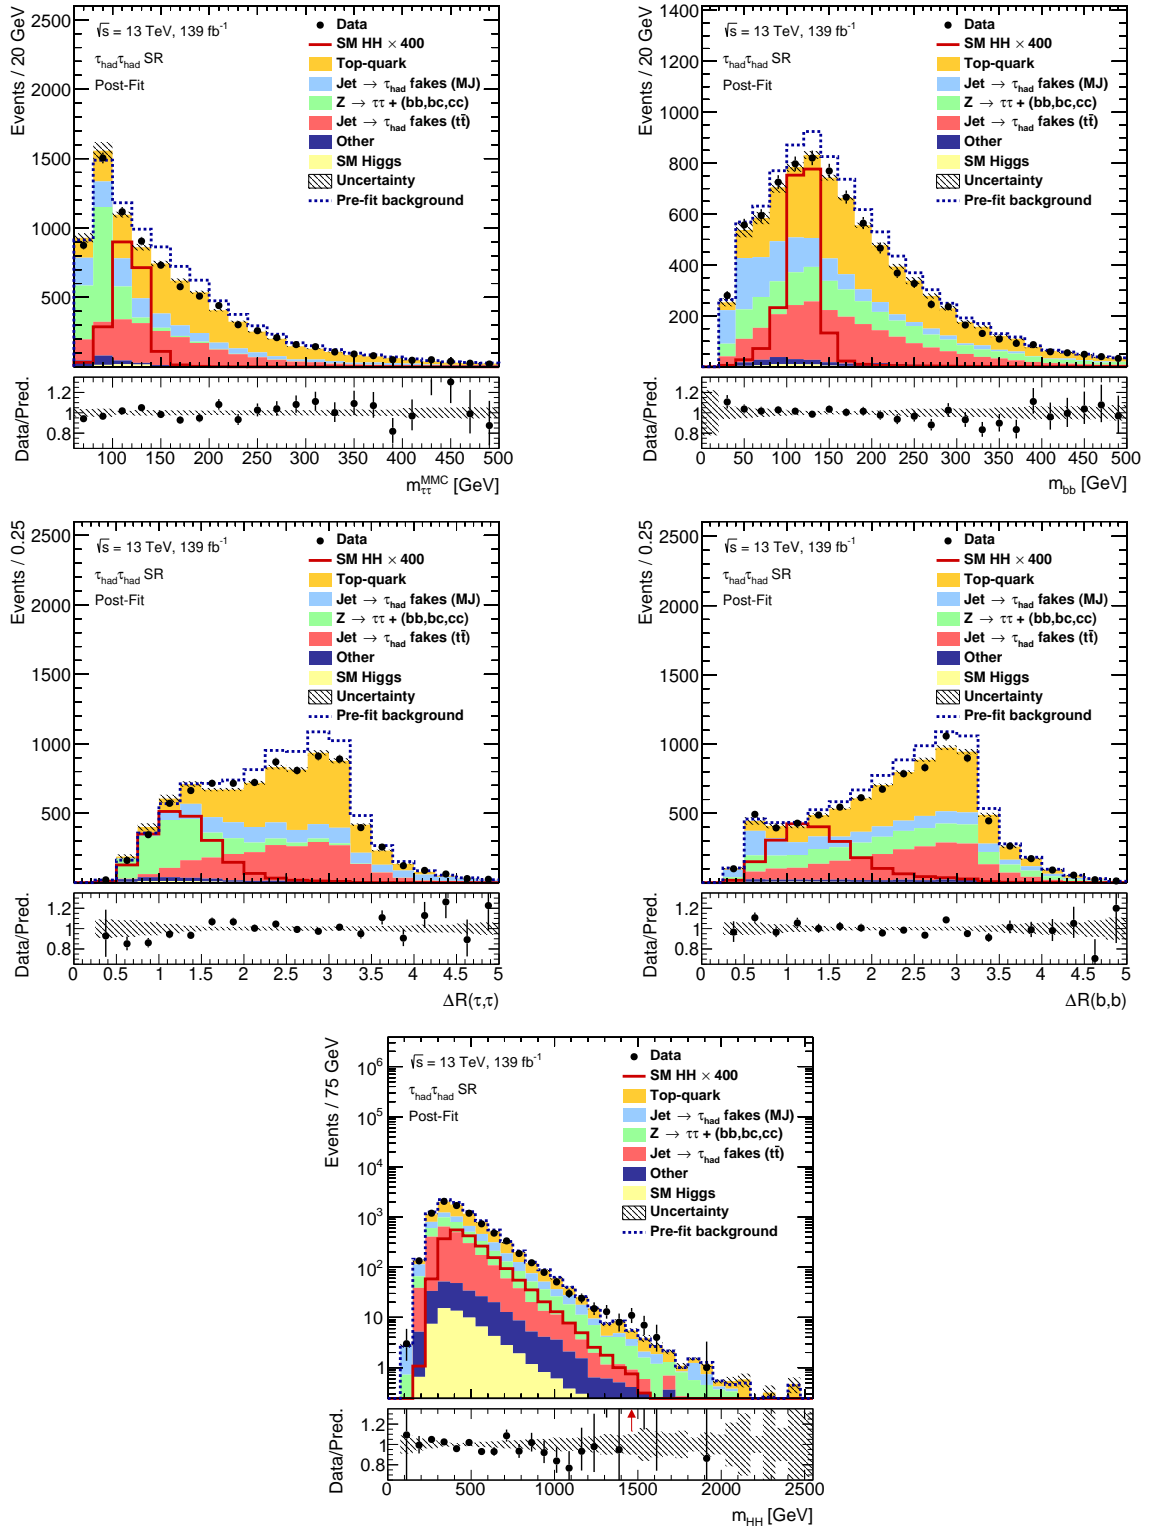 Events / 20 GeV
2500
2000
1500
1000
500
√s = 13 TeV, 139 fb⁻¹
τhadτhad SR
Post-Fit
Data
SM HH × 400
Top-quark
Jet → τhad fakes (MJ)
Z → ττ + (bb,bc,cc)
Jet → τhad fakes (tt̄)
Other
SM Higgs
Uncertainty
Pre-fit background
Data/Pred.
1.2
1
0.8
100 150 200 250 300 350 400 450 500
mττMMC [GeV]
Events / 20 GeV
1400
1200
1000
800
600
400
200
√s = 13 TeV, 139 fb⁻¹
τhadτhad SR
Post-Fit
Data
SM HH × 400
Top-quark
Jet → τhad fakes (MJ)
Z → ττ + (bb,bc,cc)
Jet → τhad fakes (tt̄)
Other
SM Higgs
Uncertainty
Pre-fit background
Data/Pred.
1.2
1
0.8
0 50 100 150 200 250 300 350 400 450 500
mbb [GeV]
Events / 0.25
2500
2000
1500
1000
500
√s = 13 TeV, 139 fb⁻¹
τhadτhad SR
Post-Fit
Data
SM HH × 400
Top-quark
Jet → τhad fakes (MJ)
Z → ττ + (bb,bc,cc)
Jet → τhad fakes (tt̄)
Other
SM Higgs
Uncertainty
Pre-fit background
Data/Pred.
1.2
1
0.8
0 0.5 1 1.5 2 2.5 3 3.5 4 4.5 5
ΔR(τ,τ)
Events / 0.25
2500
2000
1500
1000
500
√s = 13 TeV, 139 fb⁻¹
τhadτhad SR
Post-Fit
Data
SM HH × 400
Top-quark
Jet → τhad fakes (MJ)
Z → ττ + (bb,bc,cc)
Jet → τhad fakes (tt̄)
Other
SM Higgs
Uncertainty
Pre-fit background
Data/Pred.
1.2
1
0.8
0 0.5 1 1.5 2 2.5 3 3.5 4 4.5 5
ΔR(b,b)
Events / 75 GeV
10⁶
10⁵
10⁴
10³
10²
10
1
√s = 13 TeV, 139 fb⁻¹
τhadτhad SR
Post-Fit
Data
SM HH × 400
Top-quark
Jet → τhad fakes (MJ)
Z → ττ + (bb,bc,cc)
Jet → τhad fakes (tt̄)
Other
SM Higgs
Uncertainty
Pre-fit background
Data/Pred.
1.2
1
0.8
0 500 1000 1500 2000 2500
mHH [GeV]